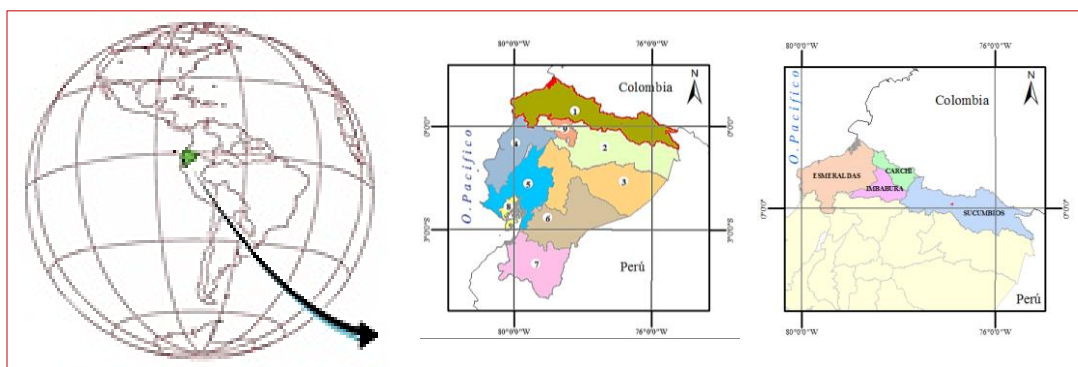 80°0'0"W
76°0'0"W
Colombia
N
0°0'0"
0°0'0"
O. Pacífico
1
9
4
2
5
3
8
6
7
3°0'0"S
3°0'0"S
Perú
80°0'0"W
76°0'0"W
80°0'0"W
76°0'0"W
O. Pacífico
N
Colombia
ESMERALDAS
CARCHI
IMBABURA
SUCUMBIOS
0°0'0"
0°0'0"
Perú
80°0'0"W
76°0'0"W